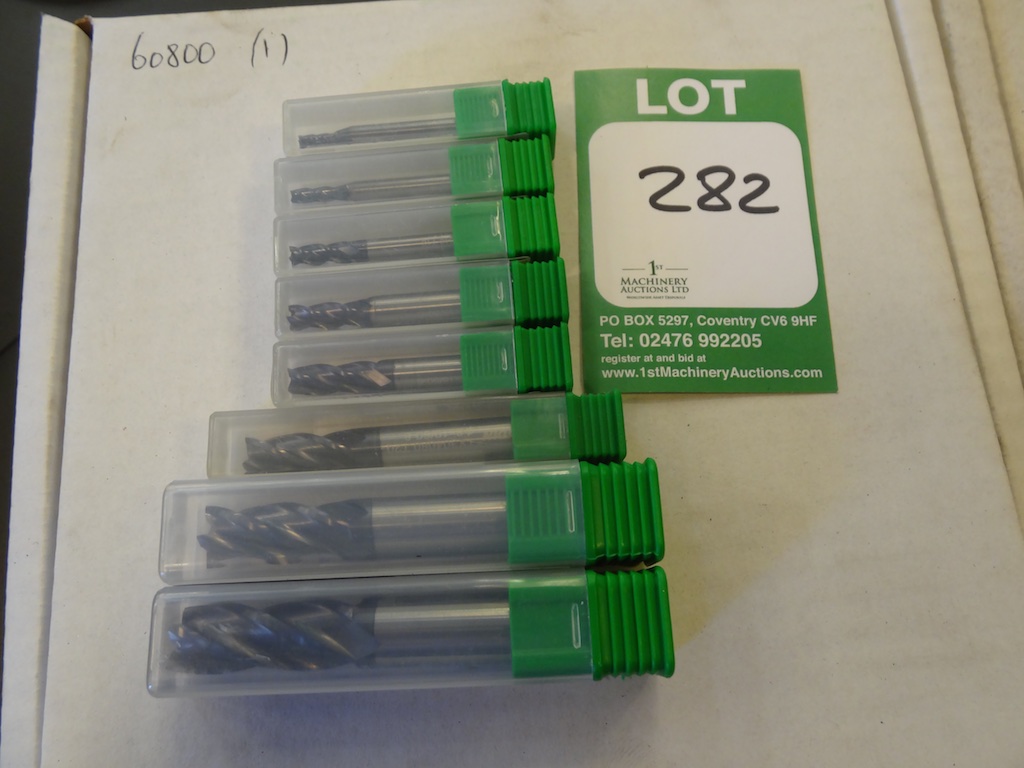 60800 (1)
LOT
282
1ST
MACHINERY
AUCTIONS LTD
PO BOX 5297, Coventry CV6 9HF
Tel: 02476 992205
register at and bid at
www.1stMachineryAuctions.com